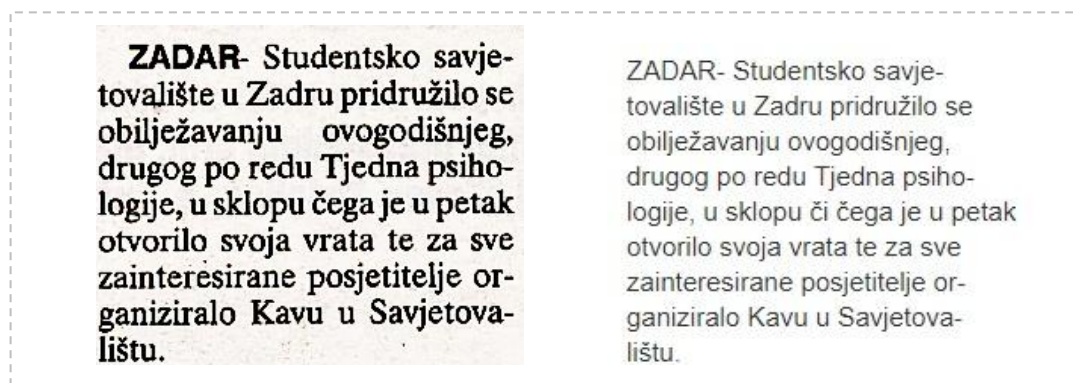 ZADAR- Studentsko savje-
tovalište u Zadru pridružilo se
obilježavanju ovogodišnjeg,
drugog po redu Tjedna psiho-
logije, u sklopu čega je u petak
otvorilo svoja vrata te za sve
zainteresirane posjetitelje or-
ganiziralo Kavu u Savjetova-
lištu.
ZADAR- Studentsko savje-
tovalište u Zadru pridružilo se
obilježavanju ovogodišnjeg,
drugog po redu Tjedna psiho-
logije, u sklopu či čega je u petak
otvorilo svoja vrata te za sve
zainteresirane posjetitelje or-
ganiziralo Kavu u Savjetova-
lištu.